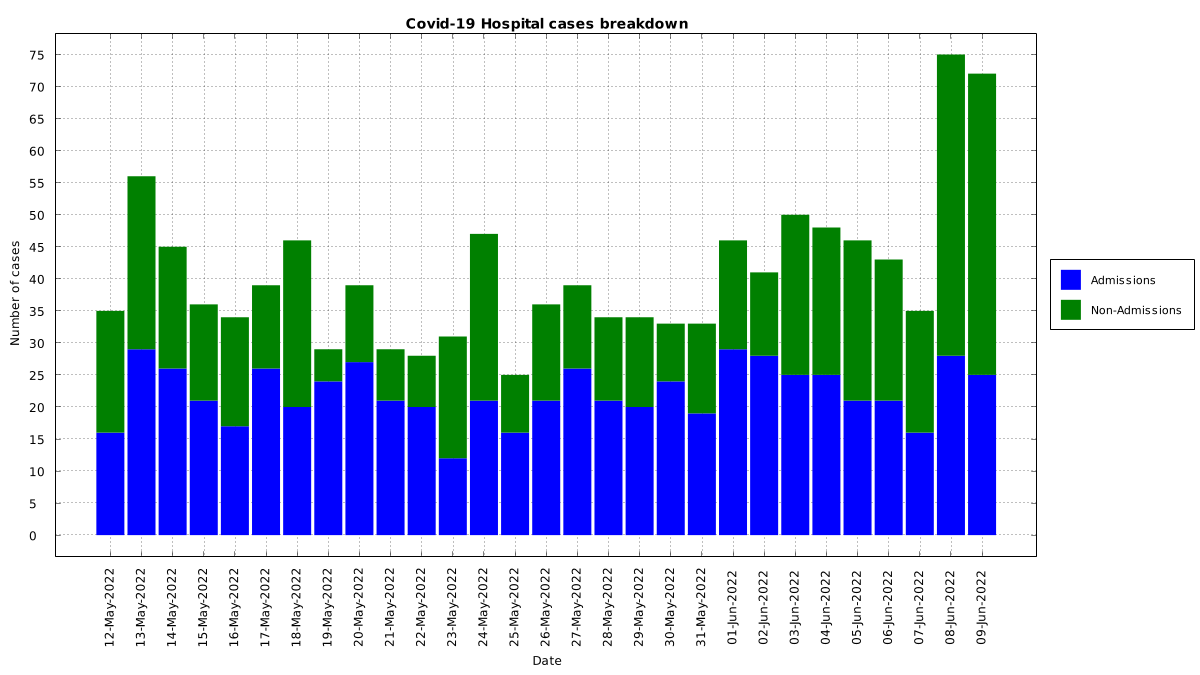 Covid-19 Hospital cases breakdown
75
70
65
60
55
50
45
40
35
30
25
20
15
10
5
0
Number of cases
Admissions
Non-Admissions
12-May-2022
13-May-2022
14-May-2022
15-May-2022
16-May-2022
17-May-2022
18-May-2022
19-May-2022
20-May-2022
21-May-2022
22-May-2022
23-May-2022
24-May-2022
25-May-2022
26-May-2022
27-May-2022
28-May-2022
29-May-2022
30-May-2022
31-May-2022
01-Jun-2022
02-Jun-2022
03-Jun-2022
04-Jun-2022
05-Jun-2022
06-Jun-2022
07-Jun-2022
08-Jun-2022
09-Jun-2022
Date